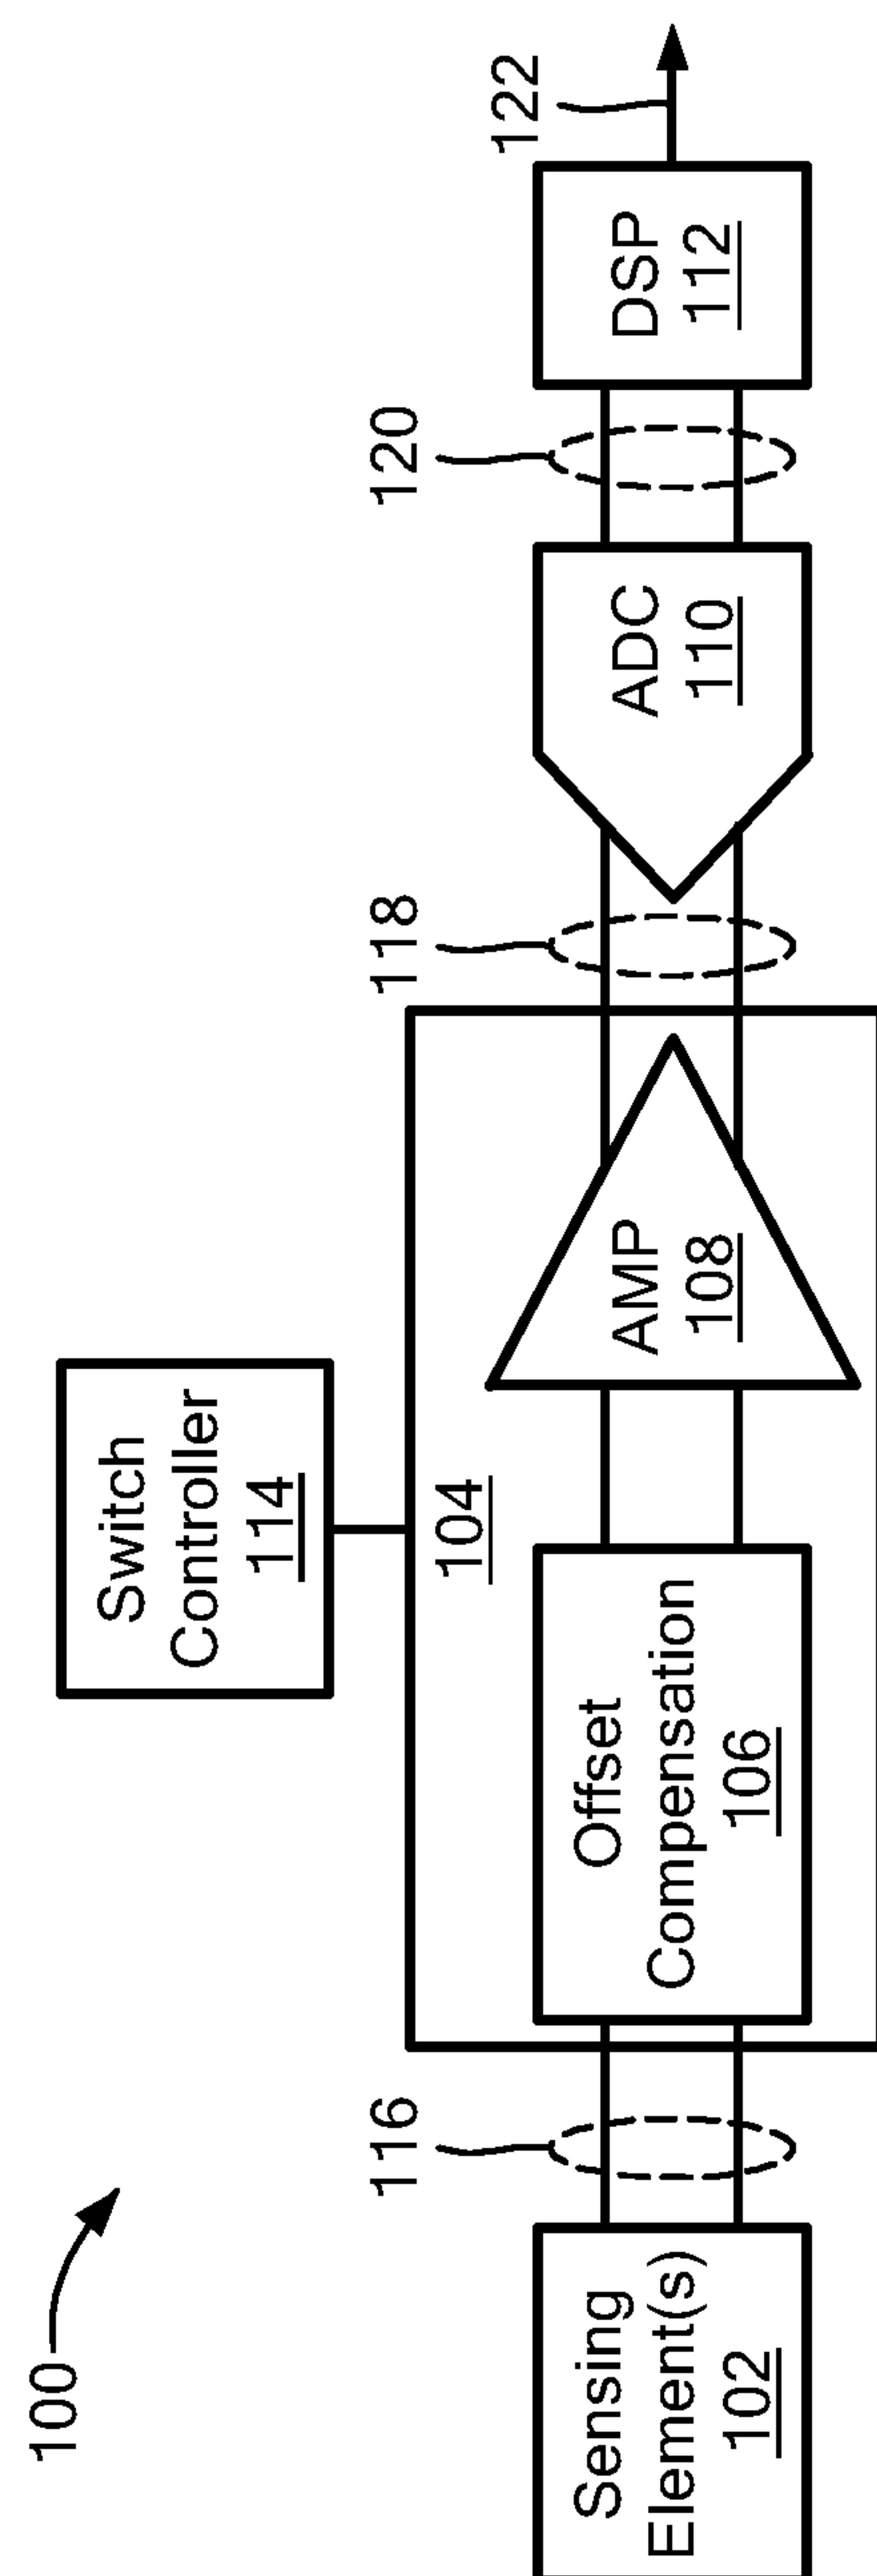 100
Switch
Controller
114
116
104
118
120
122
Sensing
Element(s)
102
Offset
Compensation
106
AMP
108
ADC
110
DSP
112